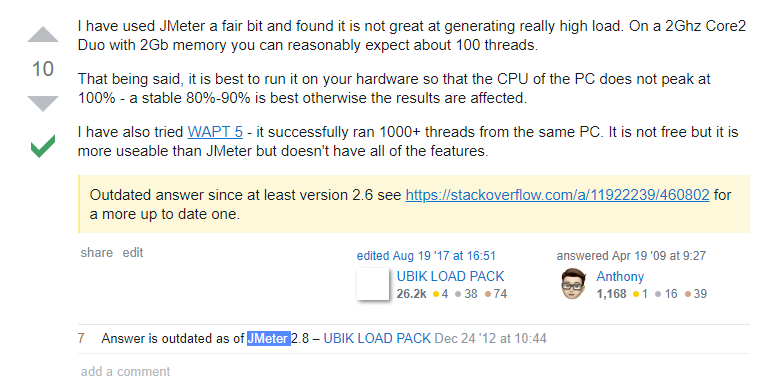 I have used JMeter a fair bit and found it is not great at generating really high load. On a 2Ghz Core2
Duo with 2Gb memory you can reasonably expect about 100 threads.
10
That being said, it is best to run it on your hardware so that the CPU of the PC does not peak at
100% - a stable 80%-90% is best otherwise the results are affected.
I have also tried WAPT 5 - it successfully ran 1000+ threads from the same PC. It is not free but it is
more useable than JMeter but doesn't have all of the features.
Outdated answer since at least version 2.6 see https://stackoverflow.com/a/11922239/460802 for
a more up to date one.
share edit
edited Aug 19 '17 at 16:51
UBIK LOAD PACK
26.2k 4 38 74
answered Apr 19 '09 at 9:27
Anthony
1,168 1 16 39
7 Answer is outdated as of JMeter 2.8 – UBIK LOAD PACK Dec 24 '12 at 10:44
add a comment